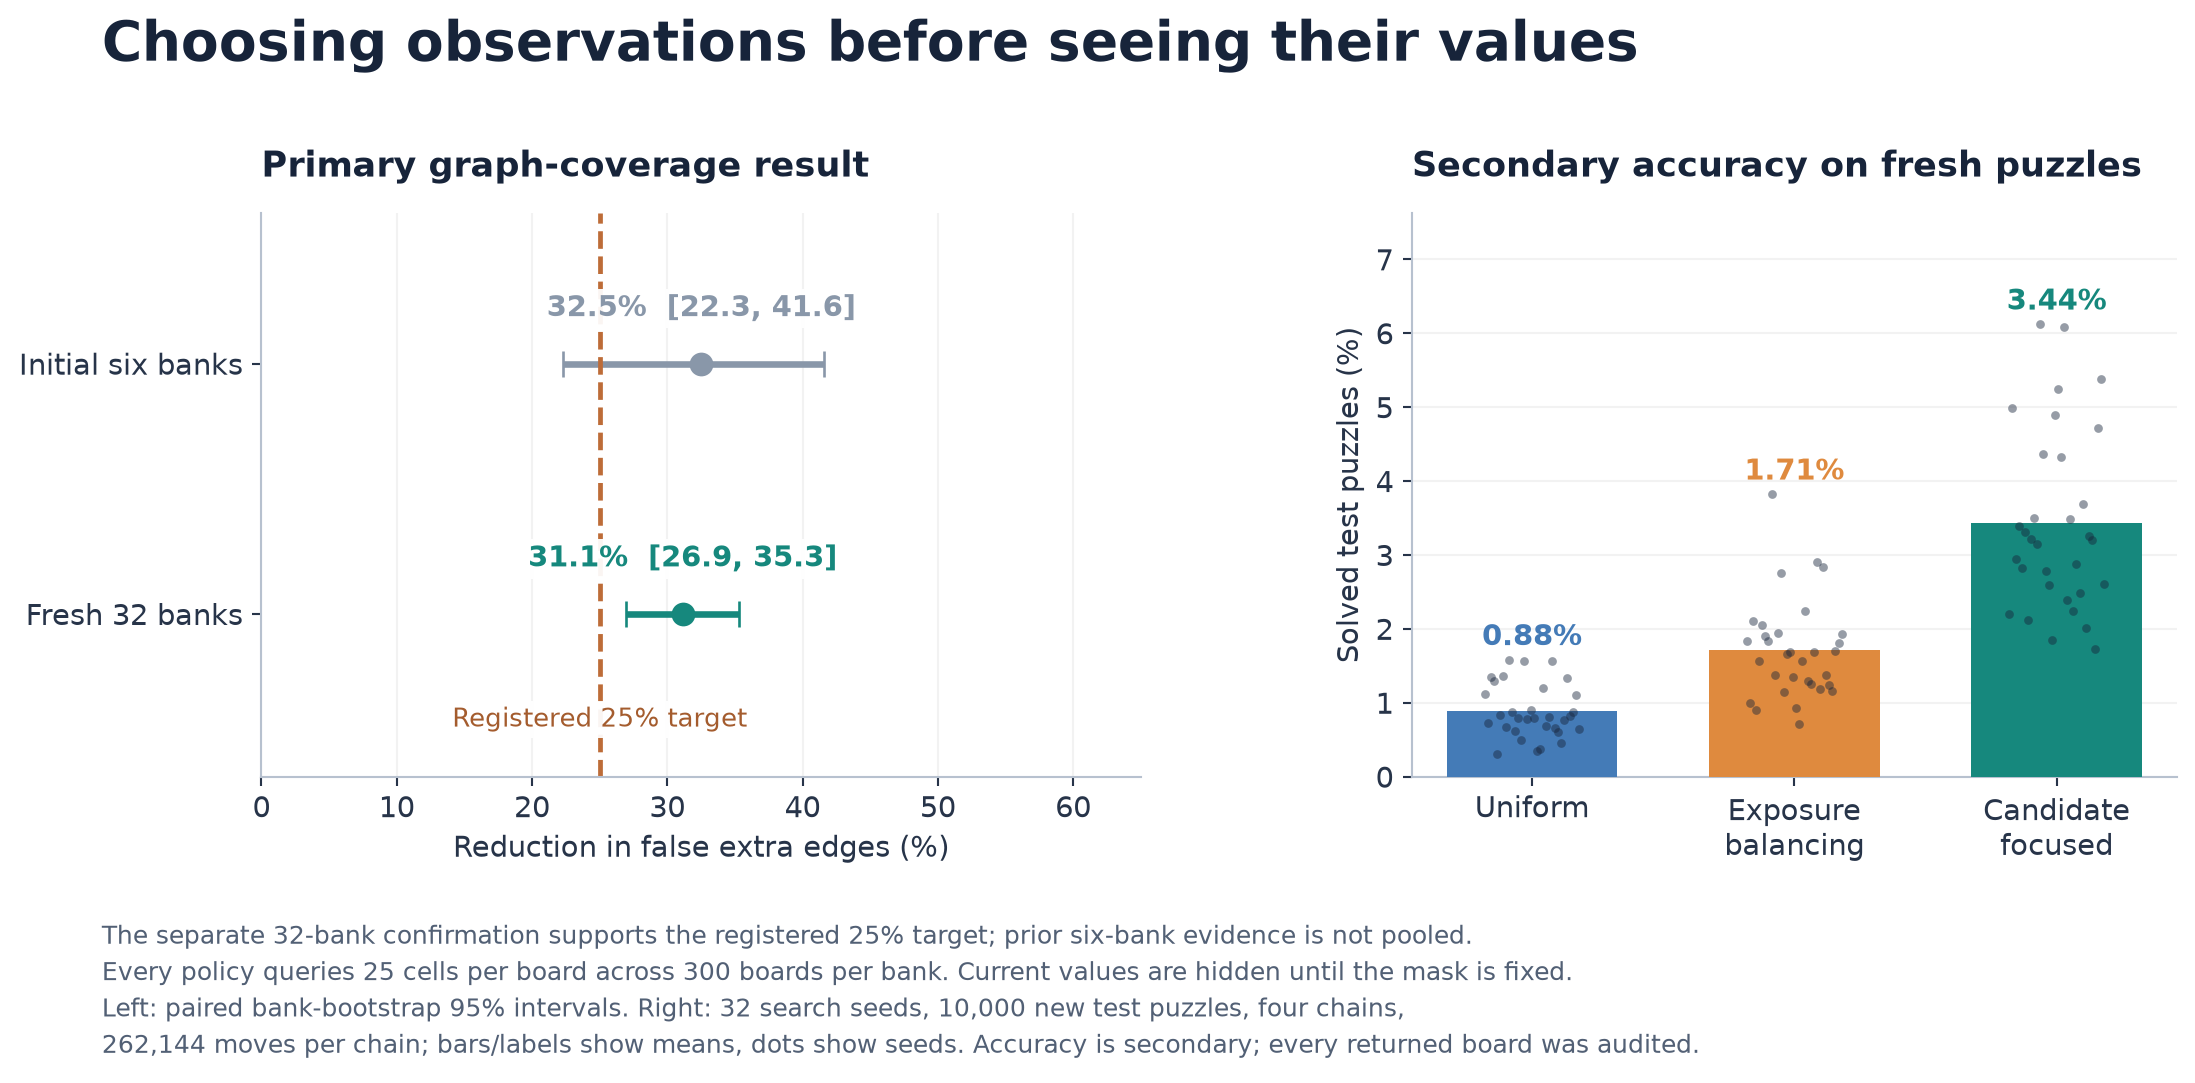 Choosing observations before seeing their values
Primary graph-coverage result
32.5%  [22.3, 41.6]
Initial six banks
31.1%  [26.9, 35.3]
Fresh 32 banks
Registered 25% target
0 10 20 30 40 50 60
Reduction in false extra edges (%)
Secondary accuracy on fresh puzzles
Solved test puzzles (%)
7
6
5
4
3
2
1
0
0.88%
1.71%
3.44%
Uniform
Exposure
balancing
Candidate
focused
The separate 32-bank confirmation supports the registered 25% target; prior six-bank evidence is not pooled.
Every policy queries 25 cells per board across 300 boards per bank. Current values are hidden until the mask is fixed.
Left: paired bank-bootstrap 95% intervals. Right: 32 search seeds, 10,000 new test puzzles, four chains,
262,144 moves per chain; bars/labels show means, dots show seeds. Accuracy is secondary; every returned board was audited.